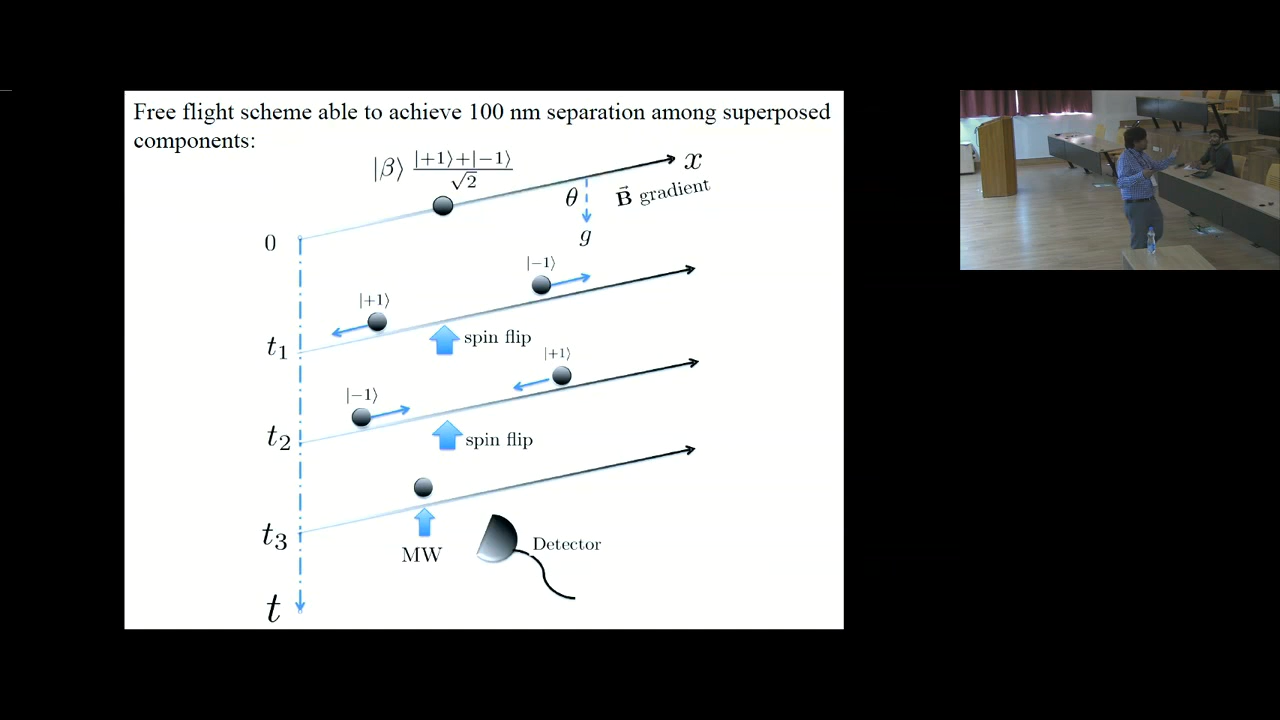 Free flight scheme able to achieve 100 nm separation among superposed
components:
|β⟩ |+1⟩+|−1⟩/√2
x
θ
B⃗ gradient
g
0
|−1⟩
|+1⟩
t₁
spin flip
|+1⟩
|−1⟩
t₂
spin flip
t₃
MW
Detector
t